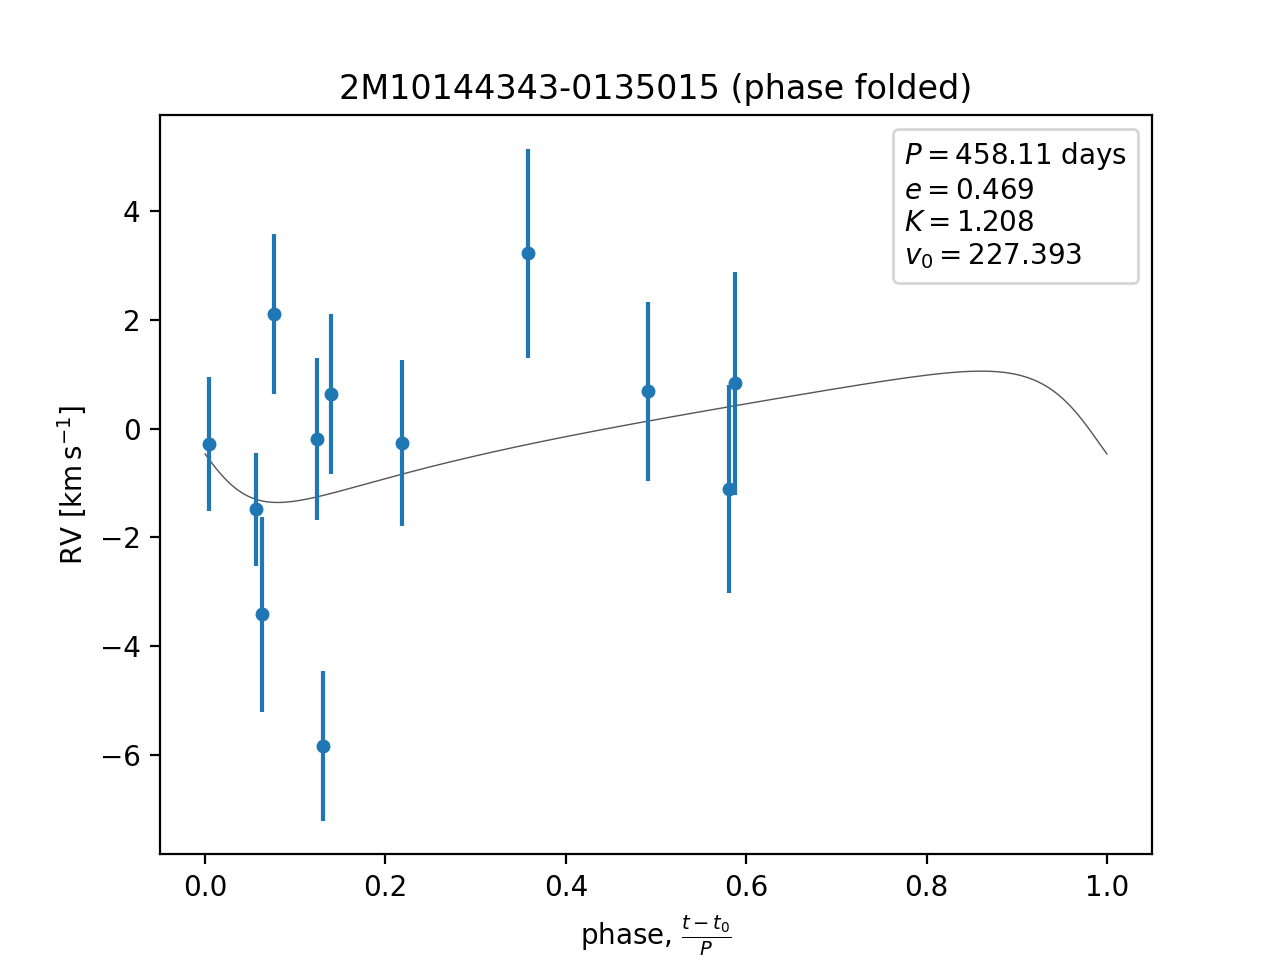 2M10144343-0135015 (phase folded)
P = 458.11 days
e = 0.469
K = 1.208
v₀ = 227.393
4
2
0
−2
−4
−6
RV [km s⁻¹]
0.0 0.2 0.4 0.6 0.8 1.0
phase, (t − t₀)/P